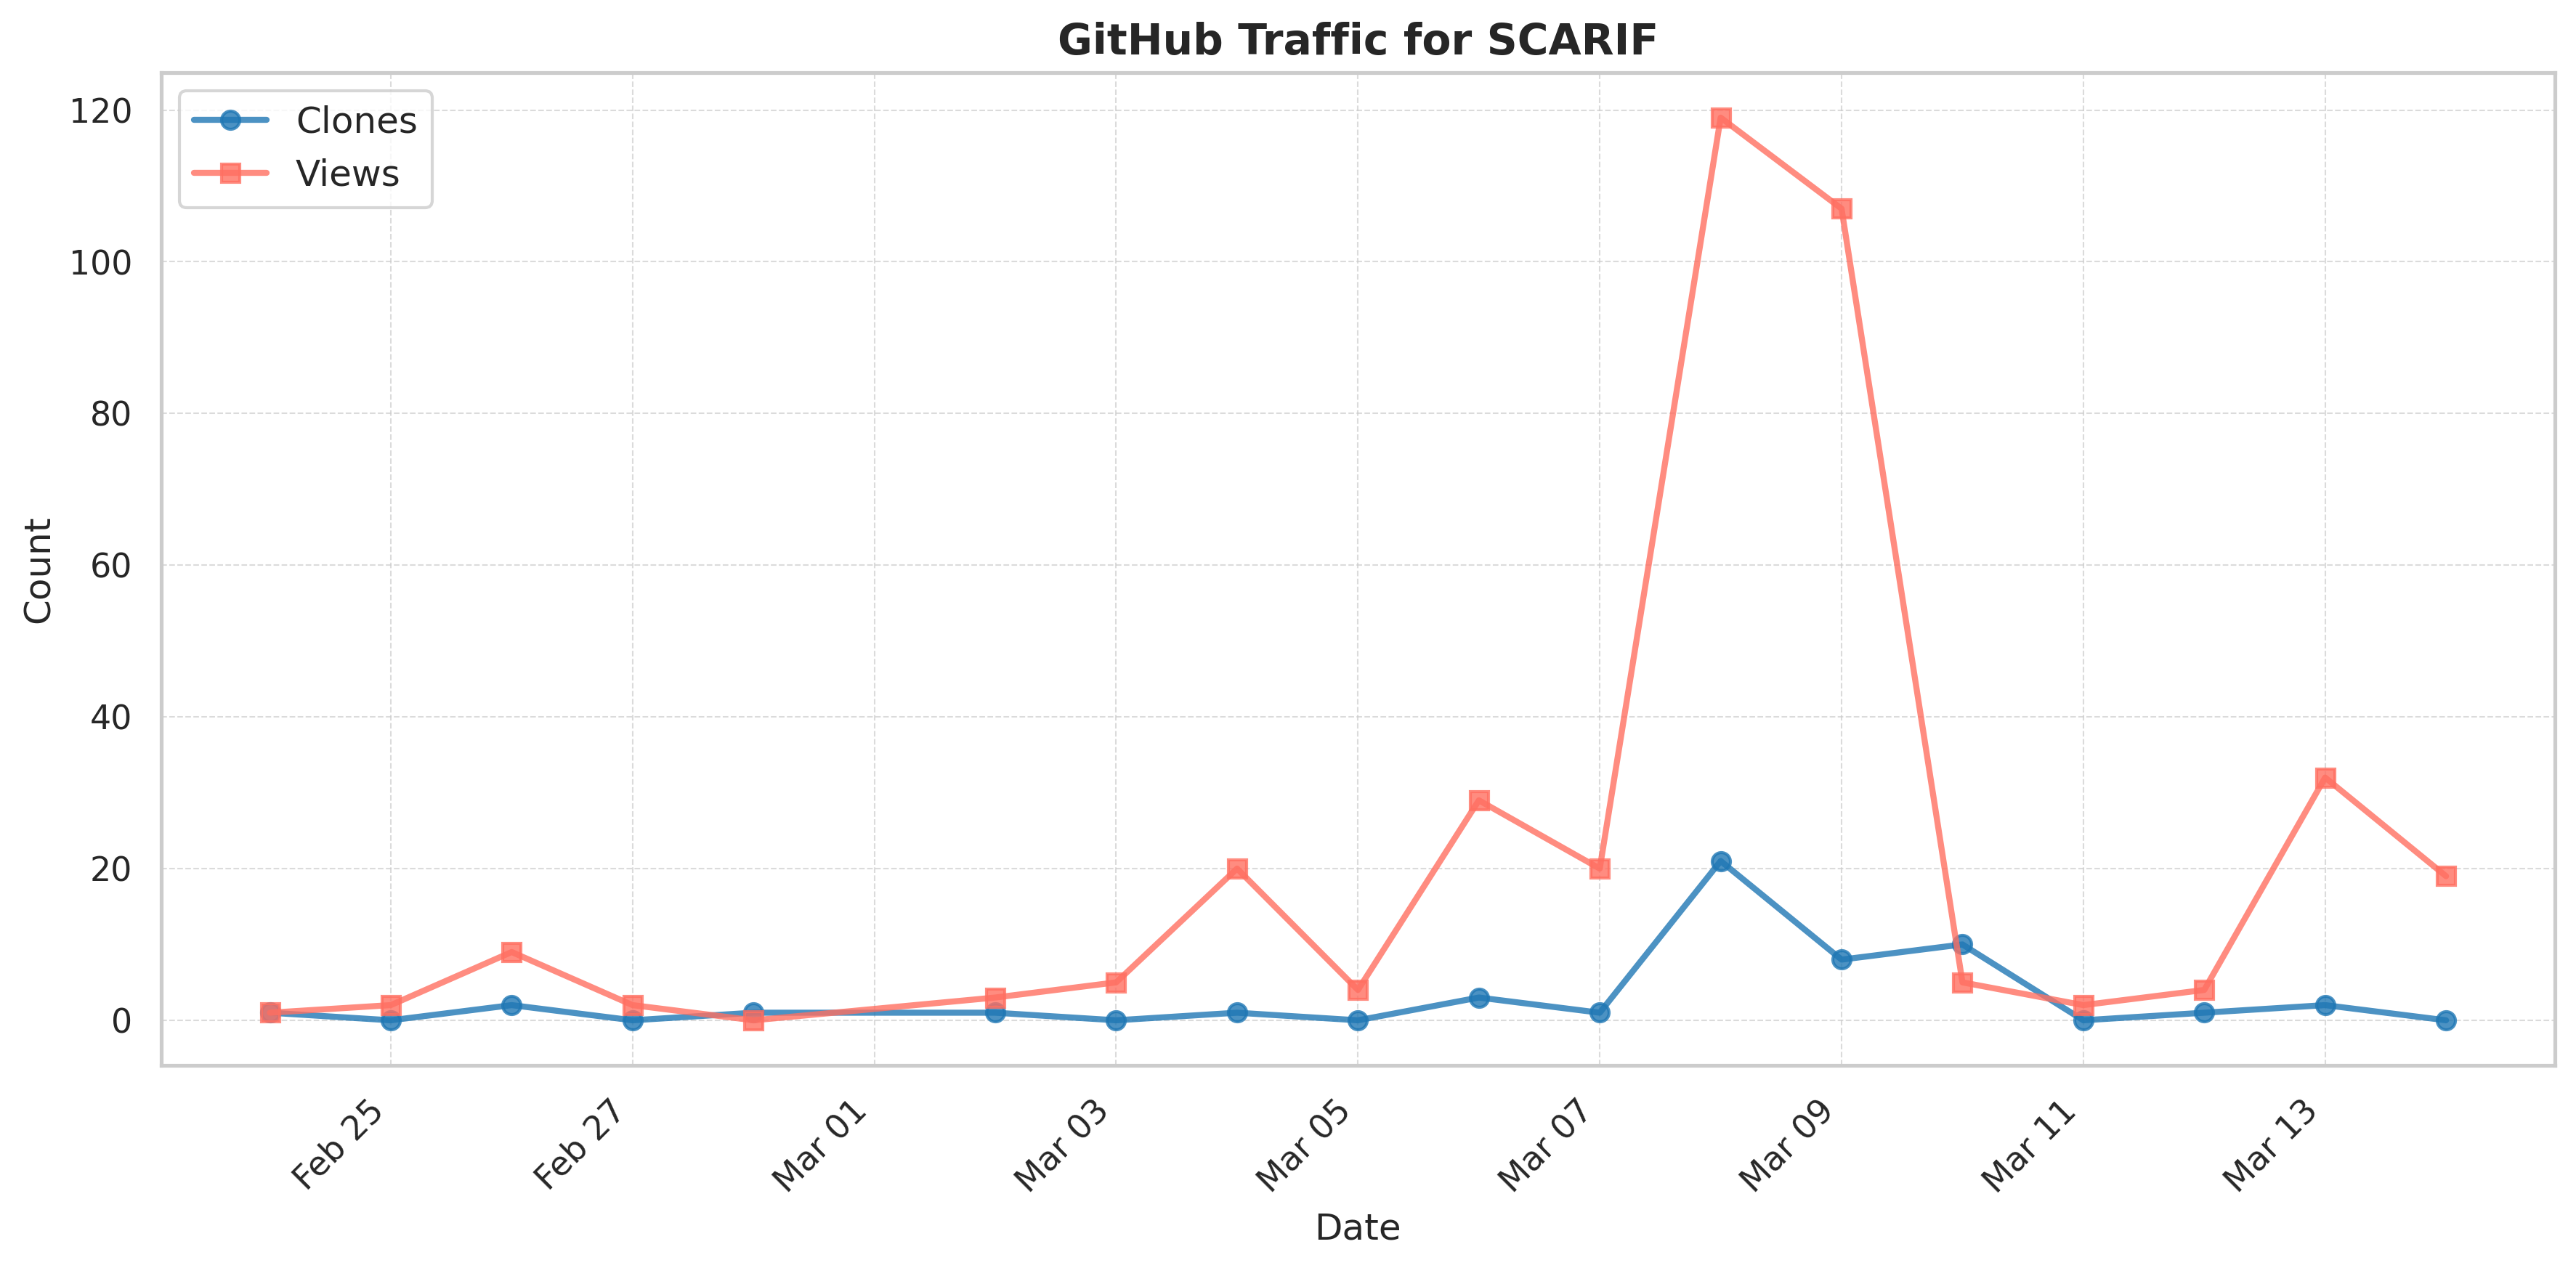 GitHub Traffic for SCARIF
Clones
Views
120
100
80
60
40
20
0
Count
Feb 25
Feb 27
Mar 01
Mar 03
Mar 05
Mar 07
Mar 09
Mar 11
Mar 13
Date